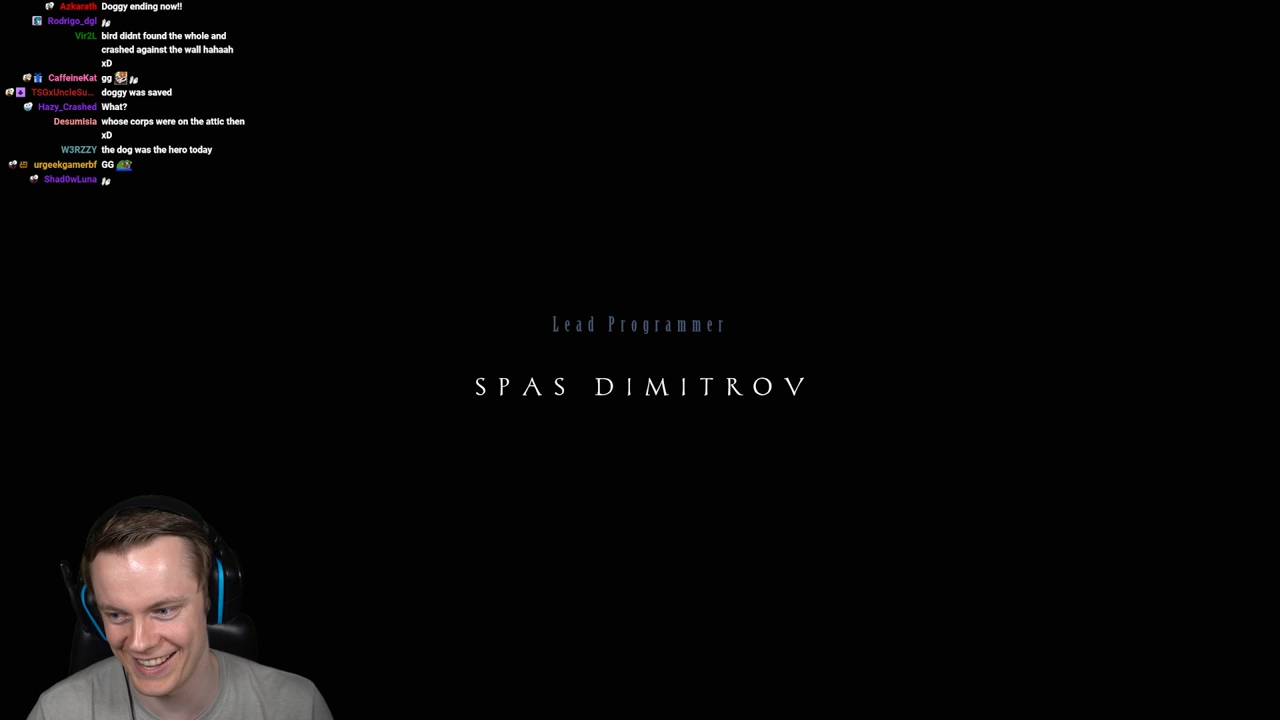 Azkarath Doggy ending now!!
Rodrigo_dgl
Vir2L bird didnt found the whole and
crashed against the wall hahaah
xD
CaffeineKat gg
TSGxUncleSu... doggy was saved
Hazy_Crashed What?
Desumisia whose corps were on the attic then
xD
W3RZZY the dog was the hero today
urgeekgamerbf GG
Shad0wLuna
Lead Programmer
SPAS DIMITROV